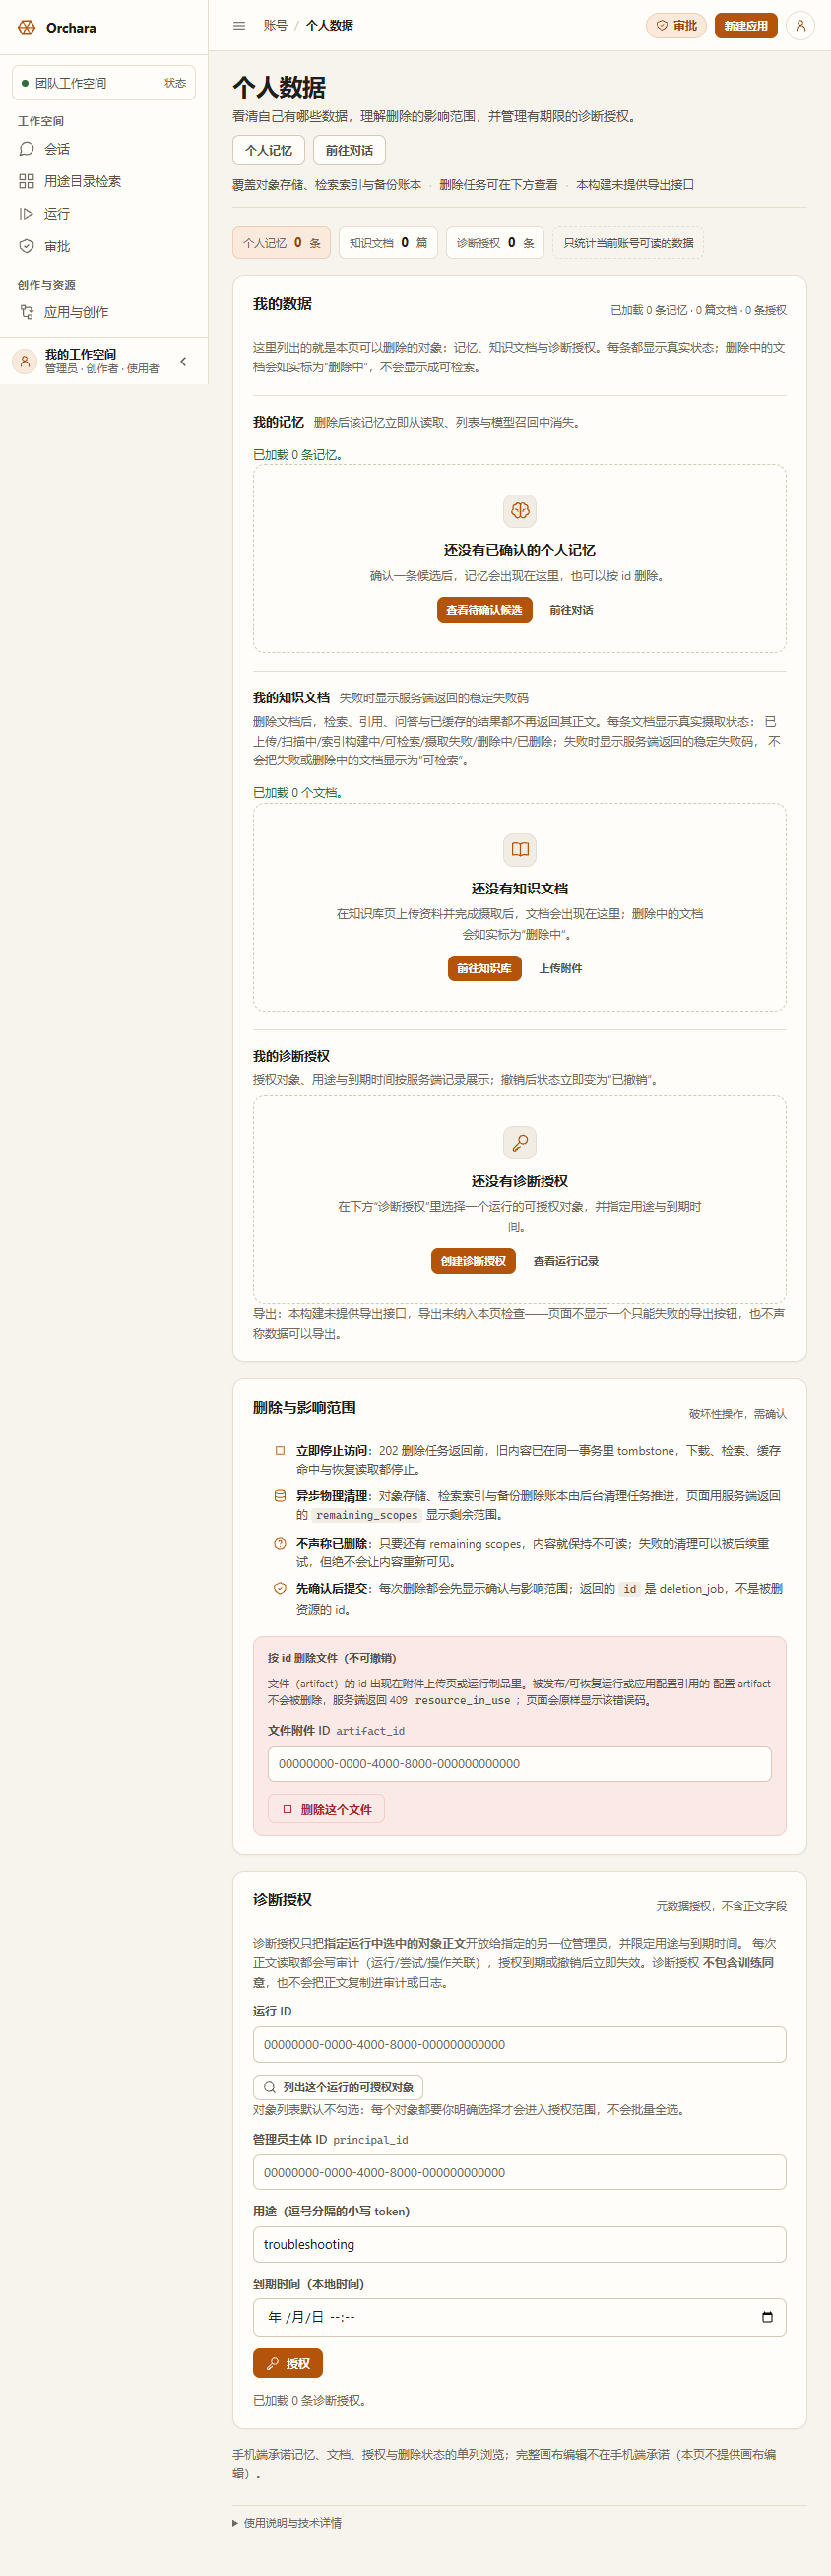 Orchara
账号 / 个人数据
审批
新建应用
团队工作空间 状态
工作空间
会话
用途目录检索
运行
审批
创作与资源
应用与创作
我的工作空间
管理员 · 创作者 · 使用者
个人数据
看清自己有哪些数据，理解删除的影响范围，并管理有期限的诊断授权。
个人记忆 前往对话
覆盖对象存储、检索索引与备份账本 · 删除任务可在下方查看 · 本构建未提供导出接口
个人记忆 0 条 知识文档 0 篇 诊断授权 0 条 只统计当前账号可读的数据
我的数据 已加载 0 条记忆 · 0 篇文档 · 0 条授权
这里列出的就是本页可以删除的对象：记忆、知识文档与诊断授权。每条都显示真实状态；删除中的文
档会如实标为“删除中”，不会显示成可检索。
我的记忆 删除后该记忆立即从读取、列表与模型召回中消失。
已加载 0 条记忆。
还没有已确认的个人记忆
确认一条候选后，记忆会出现在这里，也可以按 id 删除。
查看待确认候选 前往对话
我的知识文档 失败时显示服务端返回的稳定失败码
删除文档后，检索、引用、问答与已缓存的结果都不再返回其正文。每条文档显示真实摄取状态： 已
上传/扫描中/索引构建中/可检索/摄取失败/删除中/已删除；失败时显示服务端返回的稳定失败码， 不
会把失败或删除中的文档显示为“可检索”。
已加载 0 个文档。
还没有知识文档
在知识库页上传资料并完成摄取后，文档会出现在这里；删除中的文档
会如实标为“删除中”。
前往知识库 上传附件
我的诊断授权
授权对象、用途与到期时间按服务端记录展示；撤销后状态立即变为“已撤销”。
还没有诊断授权
在下方“诊断授权”里选择一个运行的可授权对象，并指定用途与到期时
间。
创建诊断授权 查看运行记录
导出：本构建未提供导出接口，导出未纳入本页检查——页面不显示一个只能失败的导出按钮，也不声
称数据可以导出。
删除与影响范围 破坏性操作，需确认
立即停止访问：202 删除任务返回前，旧内容已在同一事务里 tombstone，下载、检索、缓存
命中与恢复读取都停止。
异步物理清理：对象存储、检索索引与备份删除账本由后台清理任务推进，页面用服务端返回
的 remaining_scopes 显示剩余范围。
不声称已删除：只要还有 remaining scopes，内容就保持不可读；失败的清理可以被后续重
试，但绝不会让内容重新可见。
先确认后提交：每次删除都会先显示确认与影响范围；返回的 id 是 deletion_job，不是被删
资源的 id。
按 id 删除文件（不可撤销）
文件（artifact）的 id 出现在附件上传页或运行制品里。被发布/可恢复运行或应用配置引用的 配置 artifact
不会被删除，服务端返回 409 resource_in_use ；页面会原样显示该错误码。
文件附件 ID artifact_id
00000000-0000-4000-8000-000000000000
删除这个文件
诊断授权 元数据授权，不含正文字段
诊断授权只把指定运行中选中的对象正文开放给指定的另一位管理员，并限定用途与到期时间。 每次
正文读取都会写审计（运行/尝试/操作关联），授权到期或撤销后立即失效。诊断授权 不包含训练同
意，也不会把正文复制进审计或日志。
运行 ID
00000000-0000-4000-8000-000000000000
列出这个运行的可授权对象
对象列表默认不勾选：每个对象都要你明确选择才会进入授权范围，不会批量全选。
管理员主体 ID principal_id
00000000-0000-4000-8000-000000000000
用途（逗号分隔的小写 token）
troubleshooting
到期时间（本地时间）
年 /月/日 --:--
授权
已加载 0 条诊断授权。
手机端承诺记忆、文档、授权与删除状态的单列浏览；完整画布编辑不在手机端承诺（本页不提供画布编
辑）。
使用说明与技术详情